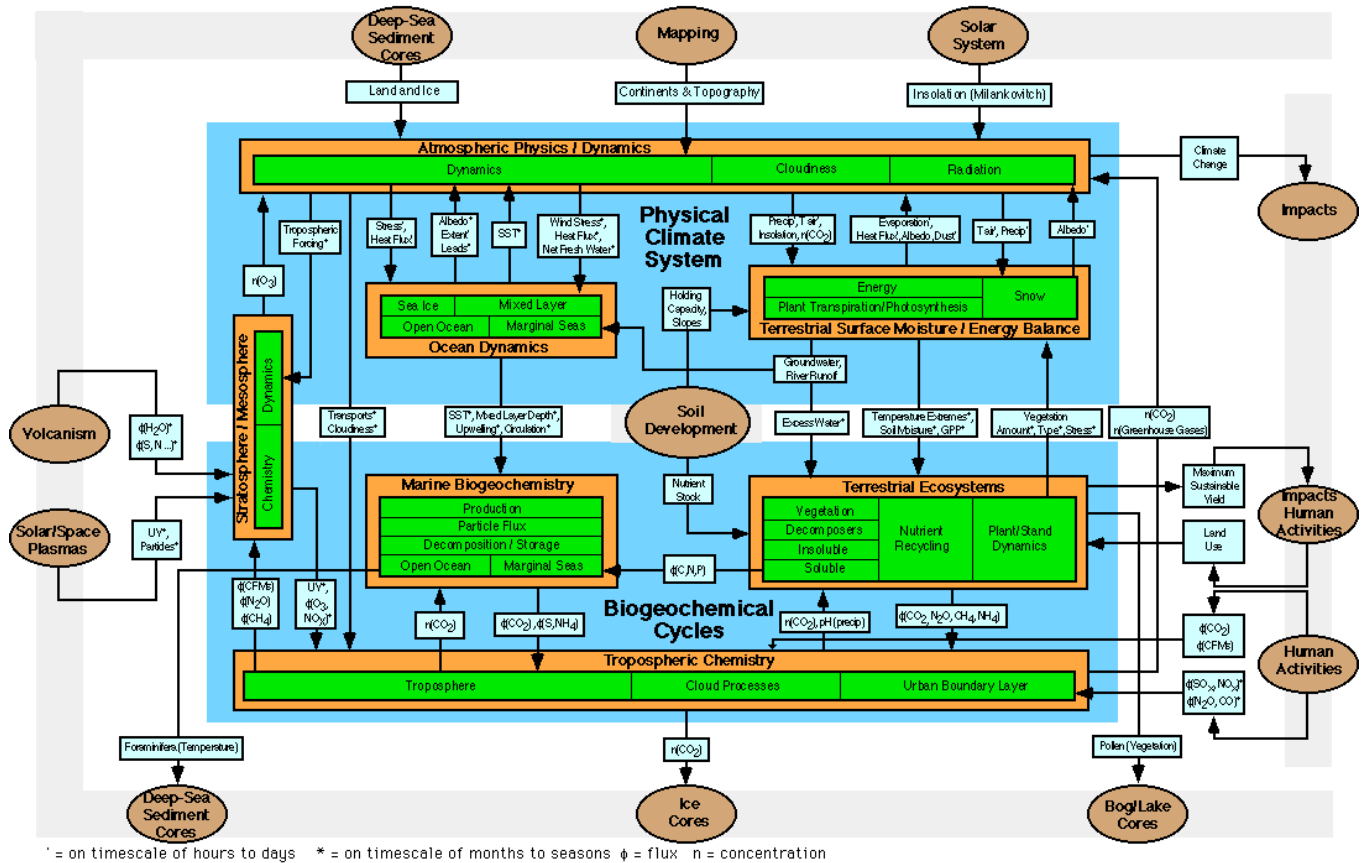 Deep-Sea
Sediment
Cores
Mapping
Solar
System
Land and Ice
Continents & Topography
Insolation (Milankovitch)
Atmospheric Physics / Dynamics
Dynamics
Cloudiness
Radiation
Climate
Change
Impacts
Tropospheric
Forcing*
Stress',
Heat Flux'
Albedo*
Extent'
Leads*
SST*
Wind Stress*,
Heat Flux*,
Net Fresh Water*
Physical
Climate
System
Precip', T air',
Insolation, n(CO2)
Evaporation',
Heat Flux', Albedo, Dust'
T air', Precip'
Albedo'
n(O3)
Sea Ice
Mixed Layer
Open Ocean
Marginal Seas
Ocean Dynamics
Holding
Capacity,
Slopes
Energy
Plant Transpiration/Photosynthesis
Snow
Terrestrial Surface Moisture / Energy Balance
Stratosphere / Mesosphere
Dynamics
Chemistry
Groundwater,
River Runoff
Volcanism
ϕ(H2O)*
ϕ(S, N...)*
Transports*
Cloudiness*
SST*, Mixed Layer Depth*,
Upwelling*, Circulation*
Soil
Development
Excess Water*
Temperature Extremes*,
Soil Moisture*, GPP*
Vegetation
Amount*, Type*, Stress*
n(CO2)
n(Greenhouse Gases)
Solar/Space
Plasmas
UV*,
Particles*
Marine Biogeochemistry
Production
Particle Flux
Decomposition / Storage
Open Ocean
Marginal Seas
Nutrient
Stock
Terrestrial Ecosystems
Vegetation
Decomposers
Insoluble
Soluble
Nutrient
Recycling
Plant/Stand
Dynamics
Maximum
Sustainable
Yield
Impacts
Human
Activities
Land
Use
ϕ(C,N,P)
ϕ(CFMs)
ϕ(N2O)
ϕ(CH4)
UV*,
ϕ(O3,
NOx)*
n(CO2)
ϕ(CO2), ϕ(S,NH4)
Biogeochemical
Cycles
n(CO2), pH(precip)
ϕ(CO2, N2O, CH4, NH4)
ϕ(CO2)
ϕ(CFMs)
Human
Activities
Tropospheric Chemistry
Troposphere
Cloud Processes
Urban Boundary Layer
ϕ(SOx, NOx)*
ϕ(N2O, CO)*
Foraminifera (Temperature)
n(CO2)
Pollen (Vegetation)
Deep-Sea
Sediment
Cores
Ice
Cores
Bog/Lake
Cores
' = on timescale of hours to days * = on timescale of months to seasons ϕ = flux n = concentration